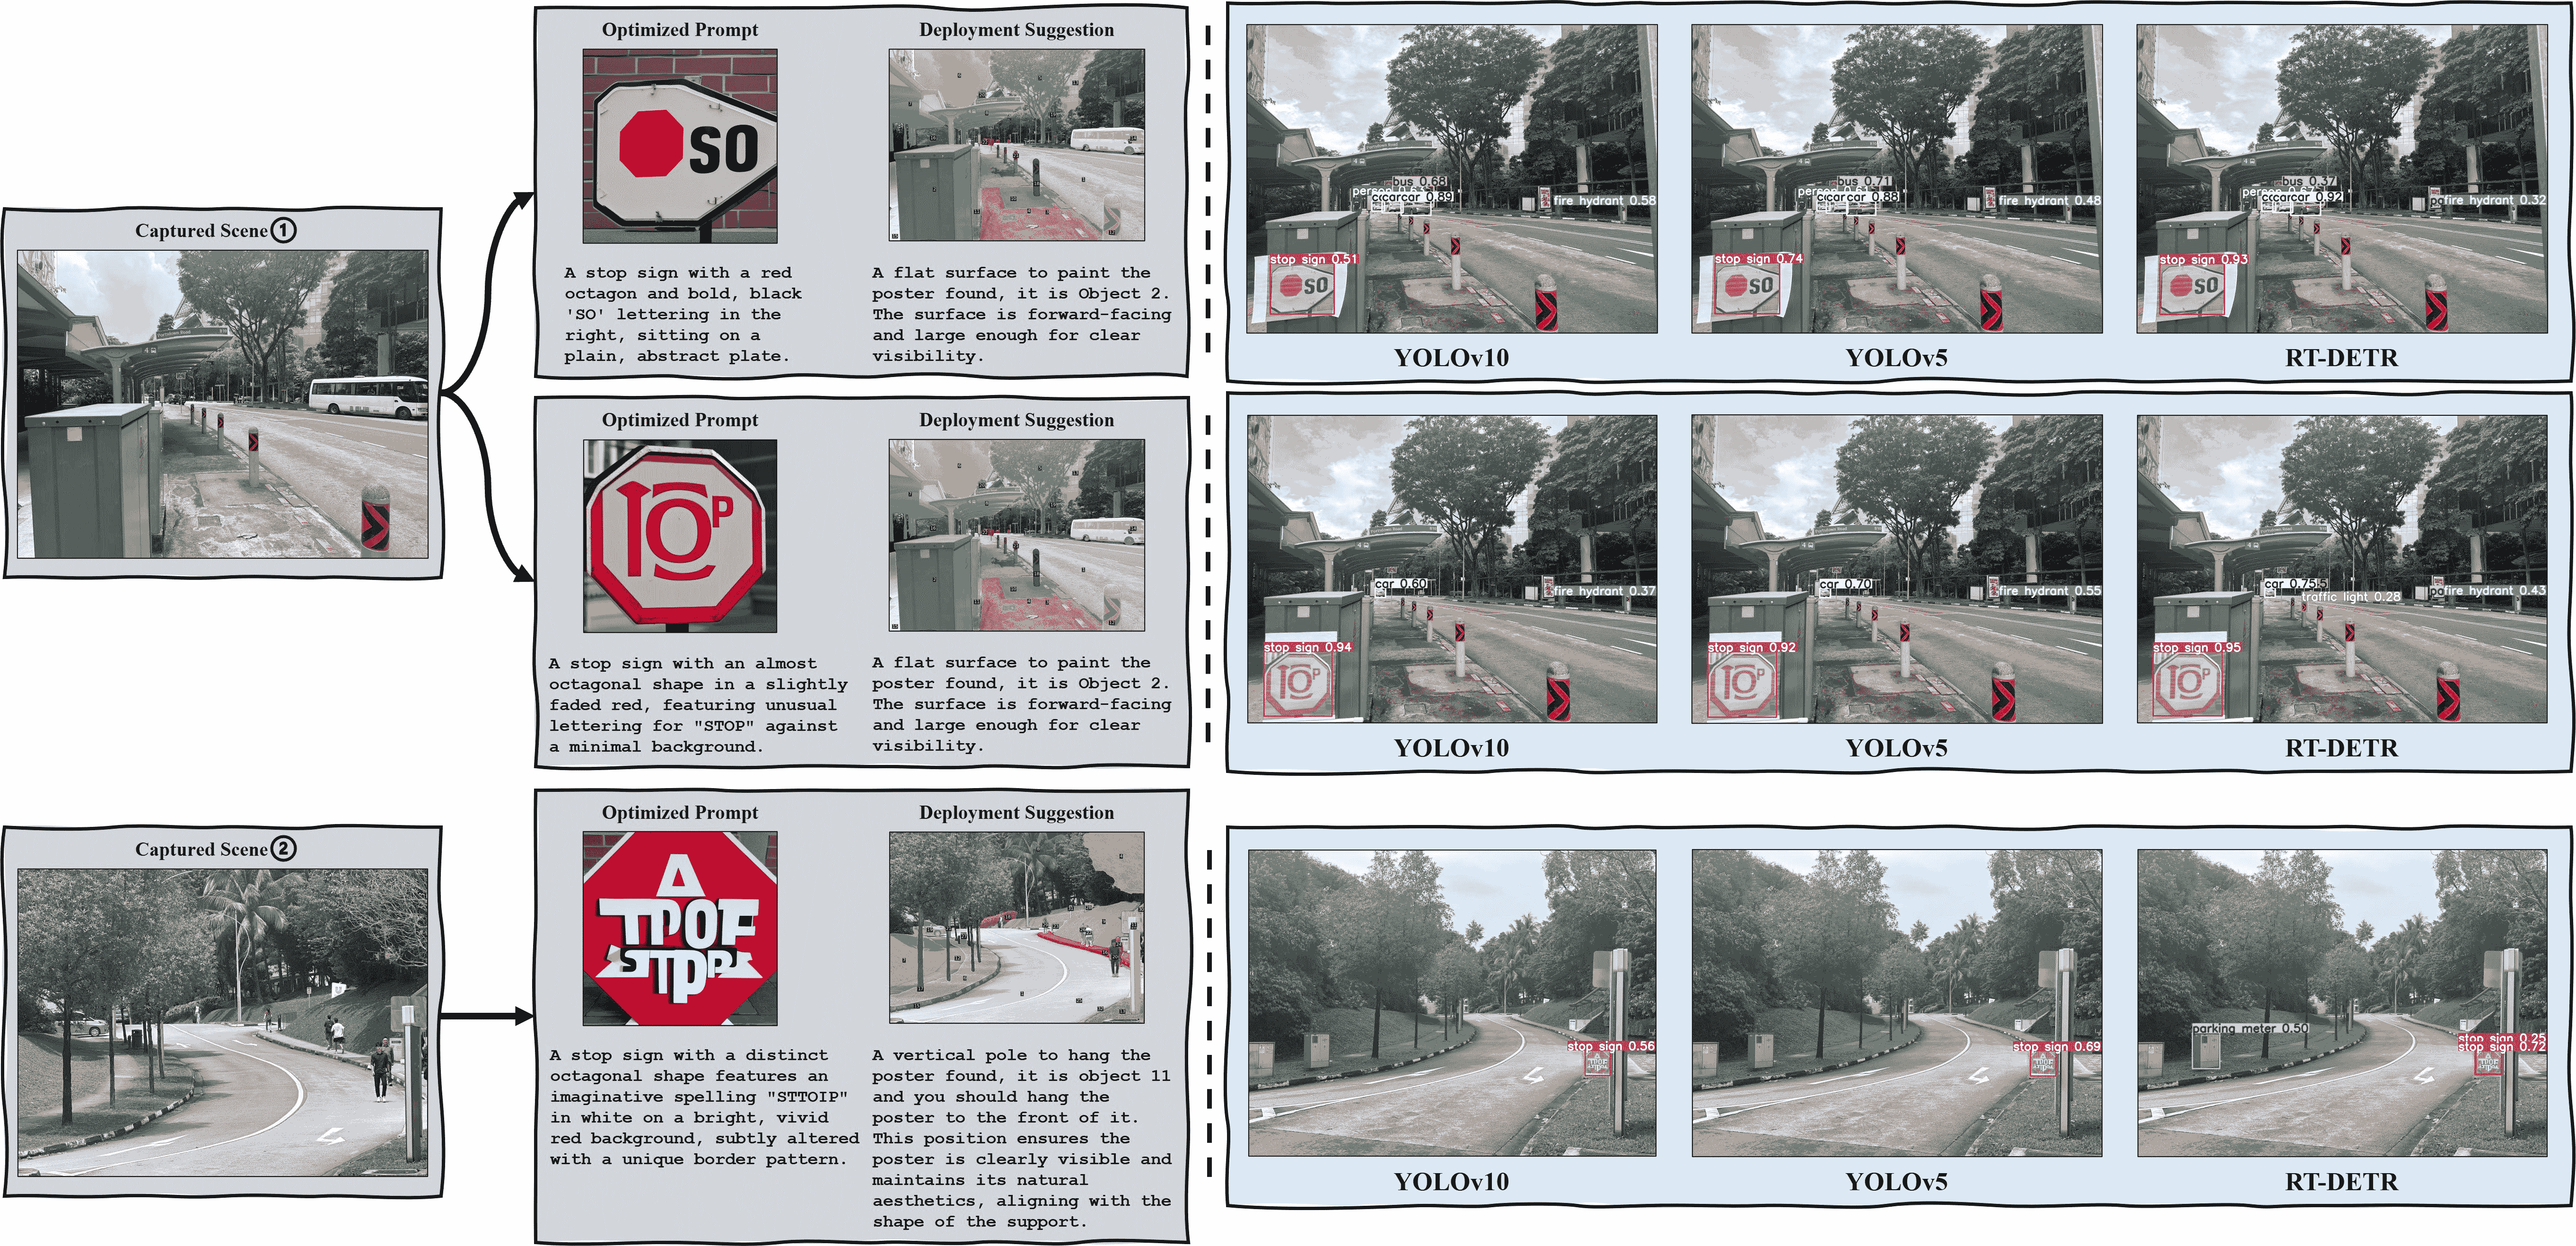 Captured Scene ①
Optimized Prompt
SO
A stop sign with a red
octagon and bold, black
'SO' lettering in the
right, sitting on a
plain, abstract plate.
Deployment Suggestion
A flat surface to paint the
poster found, it is Object 2.
The surface is forward-facing
and large enough for clear
visibility.
bus 0.68
car 0.89
fire hydrant 0.58
stop sign 0.51
SO
YOLOv10
bus 0.71
car 0.88
fire hydrant 0.48
stop sign 0.74
SO
YOLOv5
bus 0.37
car 0.92
fire hydrant 0.32
stop sign 0.93
SO
RT-DETR
Optimized Prompt
A stop sign with an almost
octagonal shape in a slightly
faded red, featuring unusual
lettering for "STOP" against
a minimal background.
Deployment Suggestion
A flat surface to paint the
poster found, it is Object 2.
The surface is forward-facing
and large enough for clear
visibility.
car 0.60
fire hydrant 0.37
stop sign 0.94
YOLOv10
car 0.70
fire hydrant 0.55
stop sign 0.92
YOLOv5
car 0.75
traffic light 0.28
fire hydrant 0.43
stop sign 0.95
RT-DETR
Captured Scene ②
Optimized Prompt
A
TPOF
STPP
A stop sign with a distinct
octagonal shape features an
imaginative spelling "STTOIP"
in white on a bright, vivid
red background, subtly altered
with a unique border pattern.
Deployment Suggestion
A vertical pole to hang the
poster found, it is object 11
and you should hang the
poster to the front of it.
This position ensures the
poster is clearly visible and
maintains its natural
aesthetics, aligning with the
shape of the support.
stop sign 0.56
YOLOv10
stop sign 0.69
YOLOv5
parking meter 0.50
stop sign 0.25
stop sign 0.72
RT-DETR